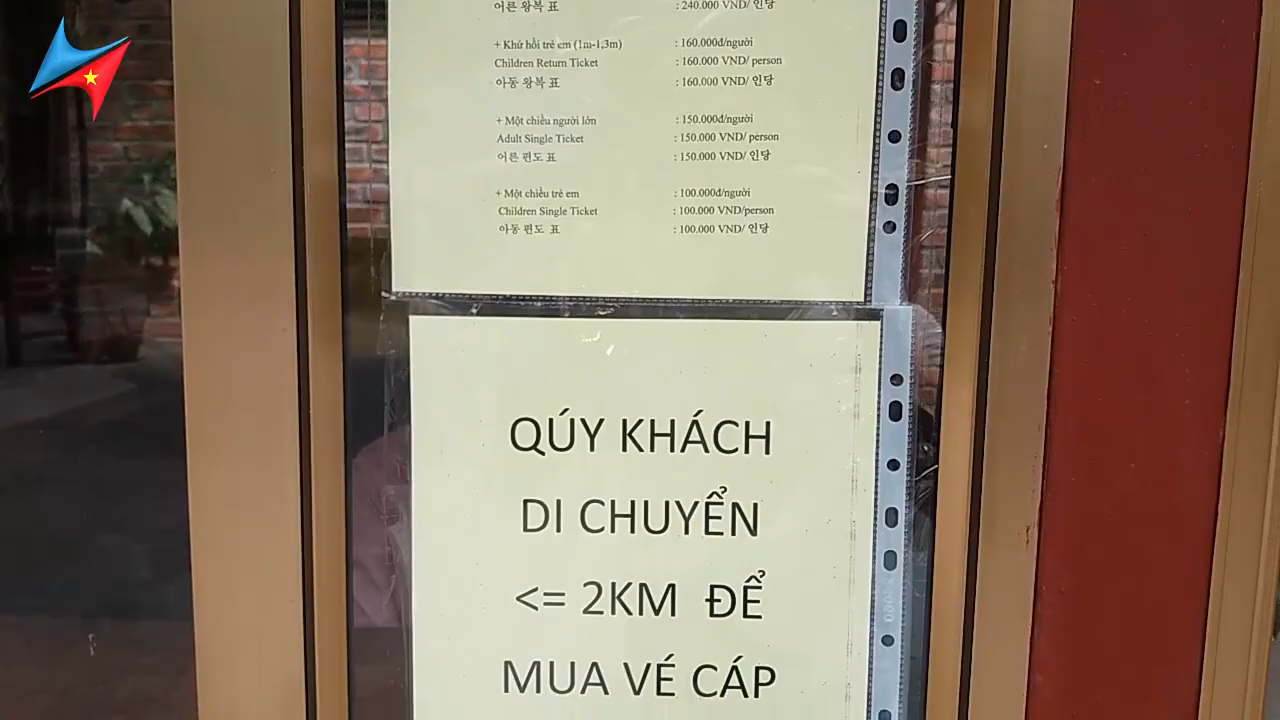 어른 왕복 표 : 240.000 VND/ 인당
+ Khứ hồi trẻ em (1m-1,3m) : 160.000đ/người
Children Return Ticket : 160.000 VND/ person
아동 왕복 표 : 160.000 VND/ 인당
+ Một chiều người lớn : 150.000đ/người
Adult Single Ticket : 150.000 VND/ person
어른 편도 표 : 150.000 VND/ 인당
+ Một chiều trẻ em : 100.000đ/người
Children Single Ticket : 100.000 VND/person
아동 편도 표 : 100.000 VND/ 인당
QÚY KHÁCH
DI CHUYỂN
<= 2KM ĐỂ
MUA VÉ CÁP